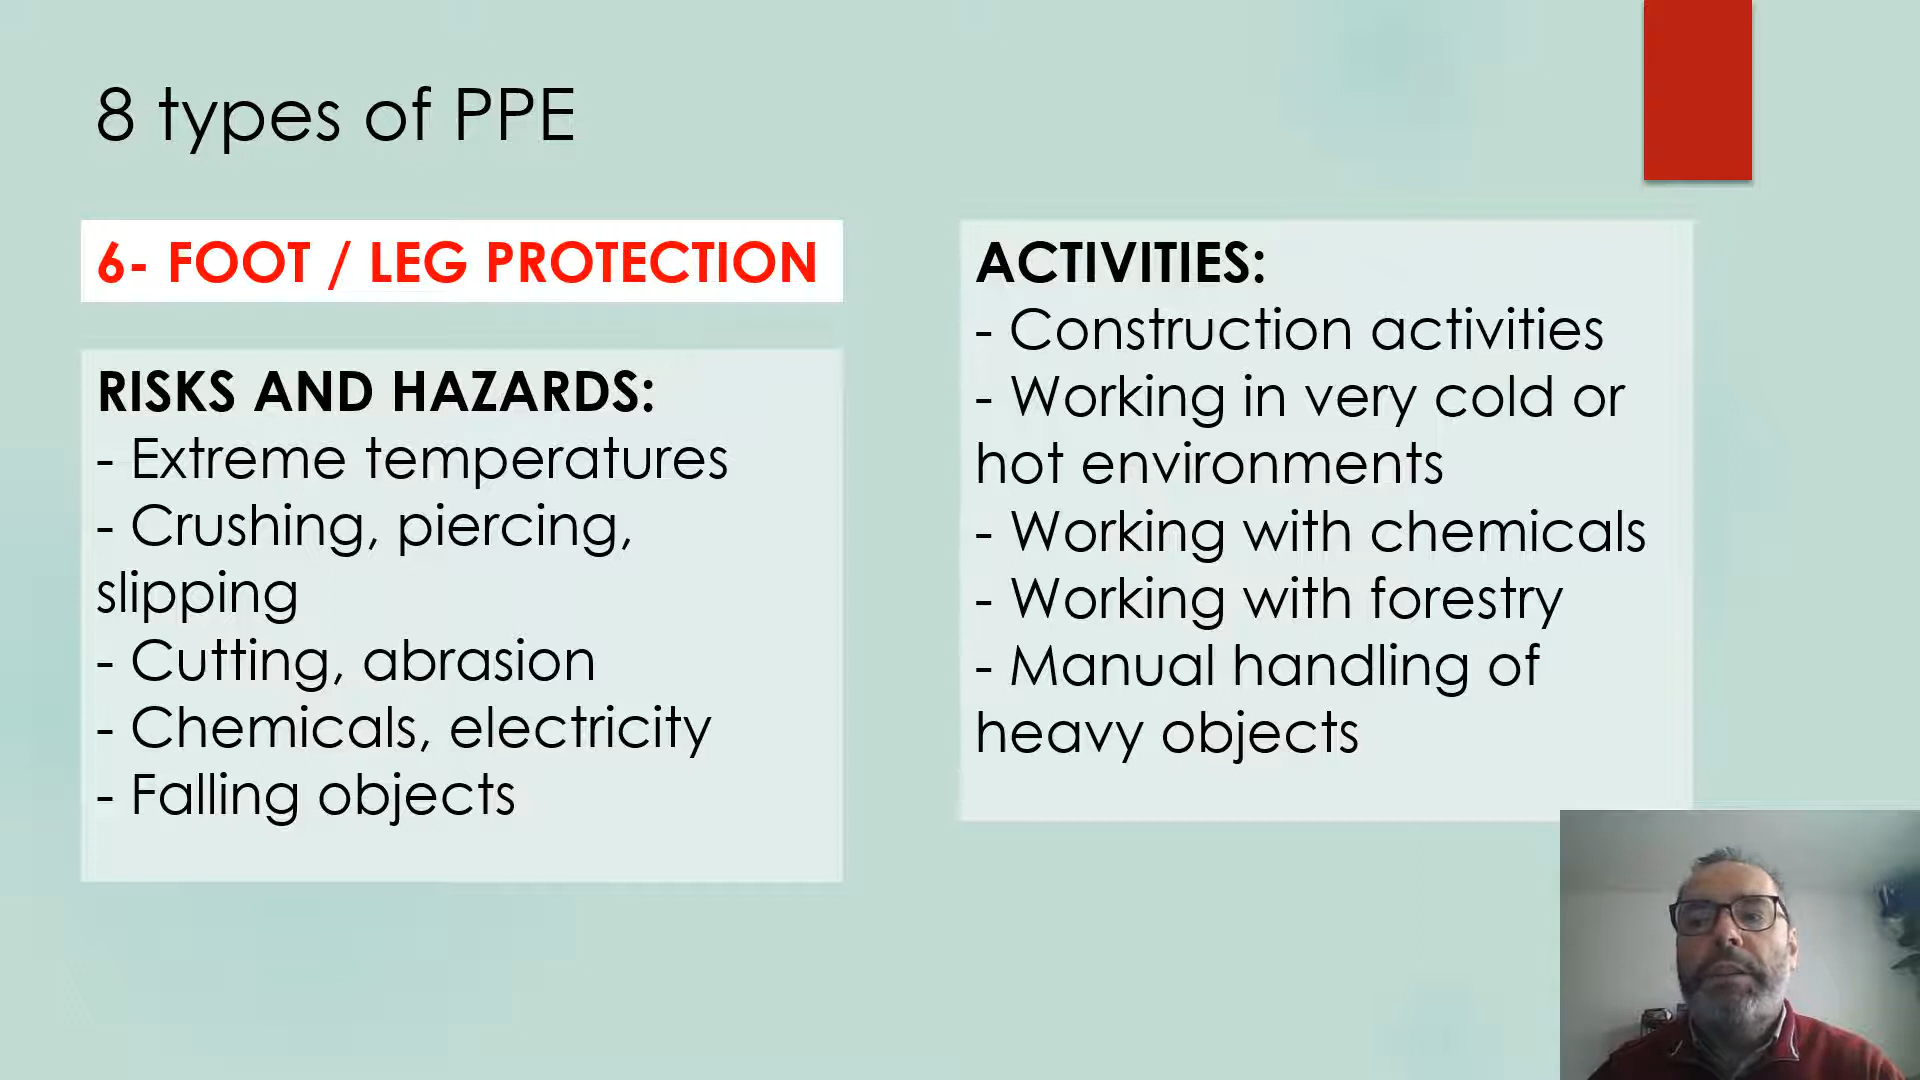 8 types of PPE
6- FOOT / LEG PROTECTION
RISKS AND HAZARDS:
- Extreme temperatures
- Crushing, piercing,
slipping
- Cutting, abrasion
- Chemicals, electricity
- Falling objects
ACTIVITIES:
- Construction activities
- Working in very cold or
hot environments
- Working with chemicals
- Working with forestry
- Manual handling of
heavy objects